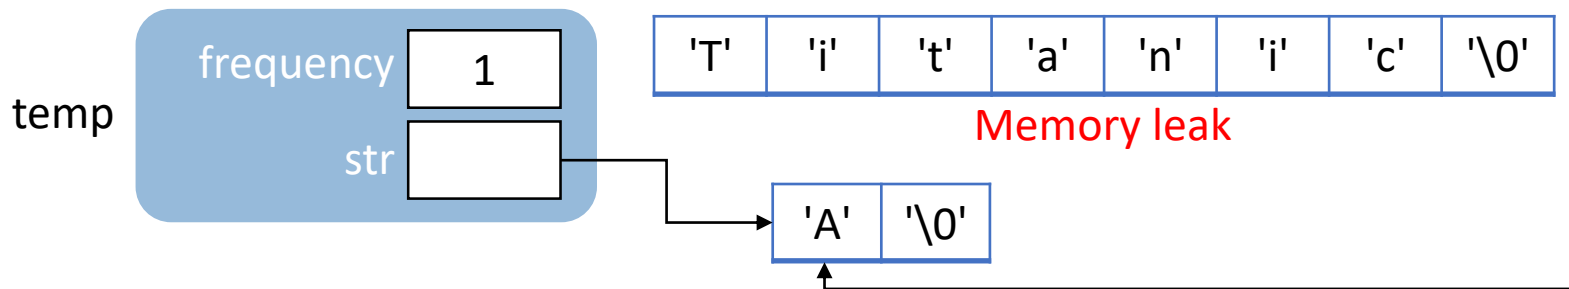 frequency 1
temp
str
'T' 'i' 't' 'a' 'n' 'i' 'c' '\0'
Memory leak
'A' '\0'